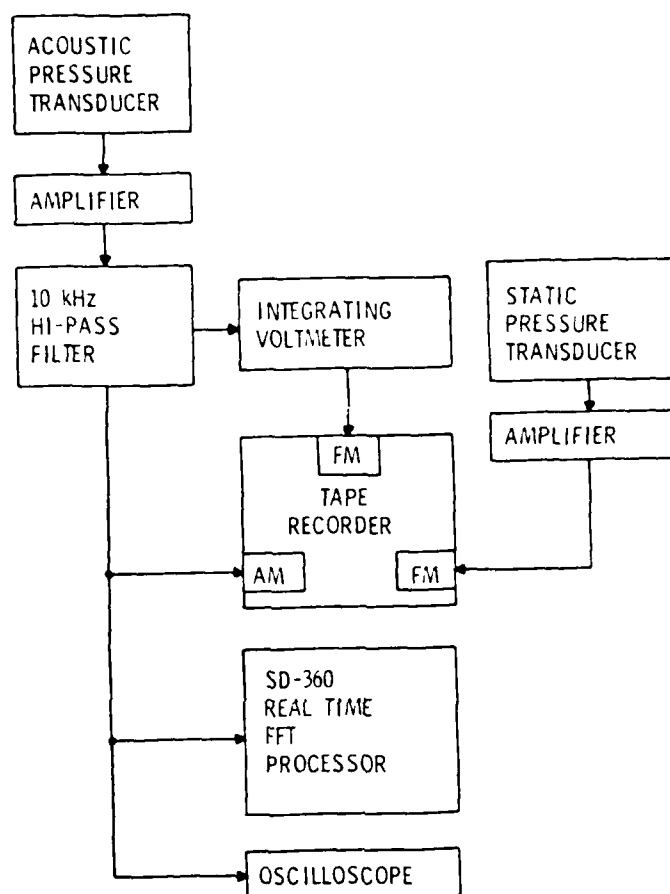 ACOUSTIC
PRESSURE
TRANSDUCER
AMPLIFIER
10 kHz
HI-PASS
FILTER
INTEGRATING
VOLTMETER
STATIC
PRESSURE
TRANSDUCER
AMPLIFIER
FM
TAPE
RECORDER
AM
FM
SD-360
REAL TIME
FFT
PROCESSOR
OSCILLOSCOPE